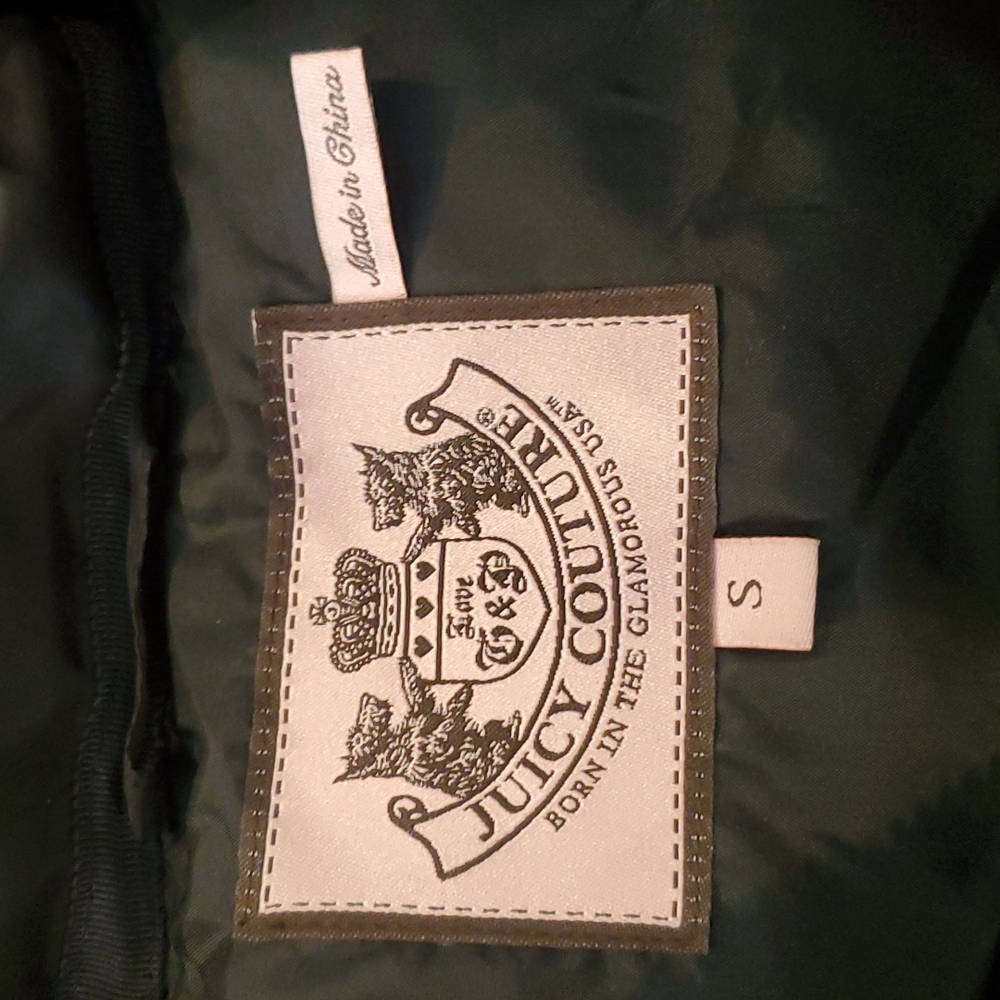 Love
G&P
JUICY COUTURE®
BORN IN THE GLAMOROUS USA™
Made in China
S